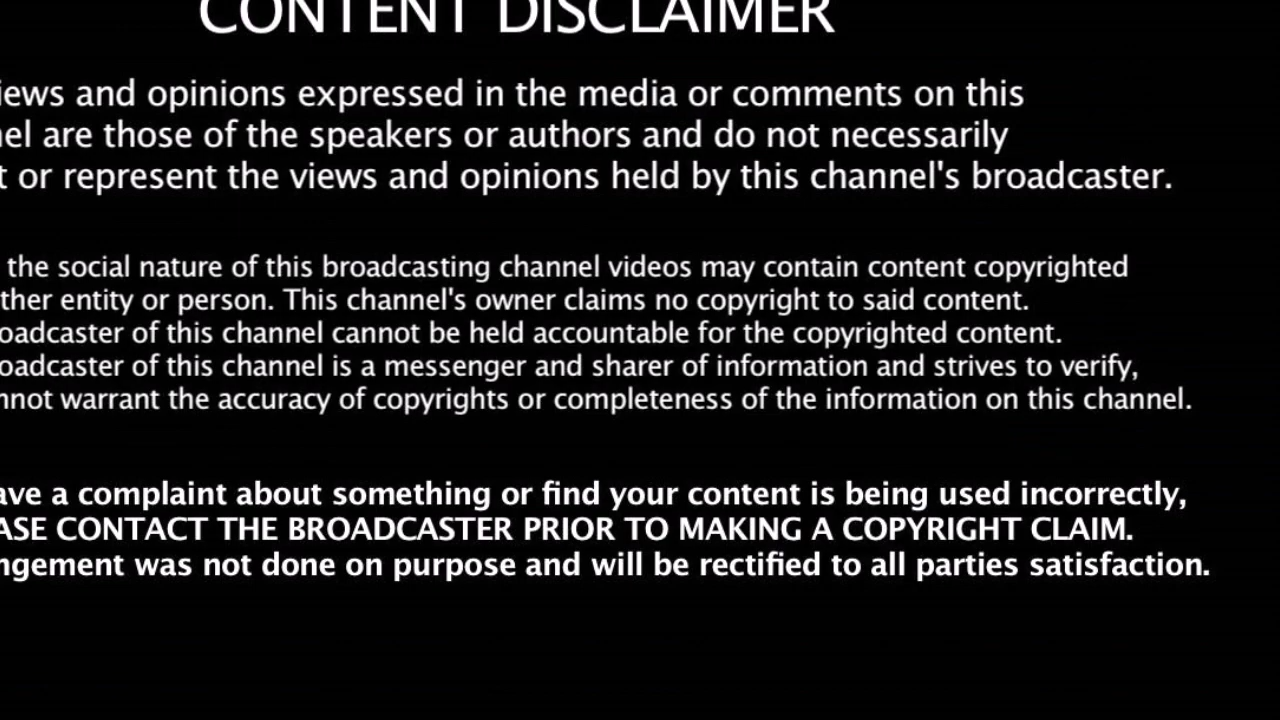 CONTENT DISCLAIMER
iews and opinions expressed in the media or comments on this
nel are those of the speakers or authors and do not necessarily
t or represent the views and opinions held by this channel's broadcaster.
the social nature of this broadcasting channel videos may contain content copyrighted
ther entity or person. This channel's owner claims no copyright to said content.
oadcaster of this channel cannot be held accountable for the copyrighted content.
oadcaster of this channel is a messenger and sharer of information and strives to verify,
nnot warrant the accuracy of copyrights or completeness of the information on this channel.
ave a complaint about something or find your content is being used incorrectly,
ASE CONTACT THE BROADCASTER PRIOR TO MAKING A COPYRIGHT CLAIM.
ngement was not done on purpose and will be rectified to all parties satisfaction.